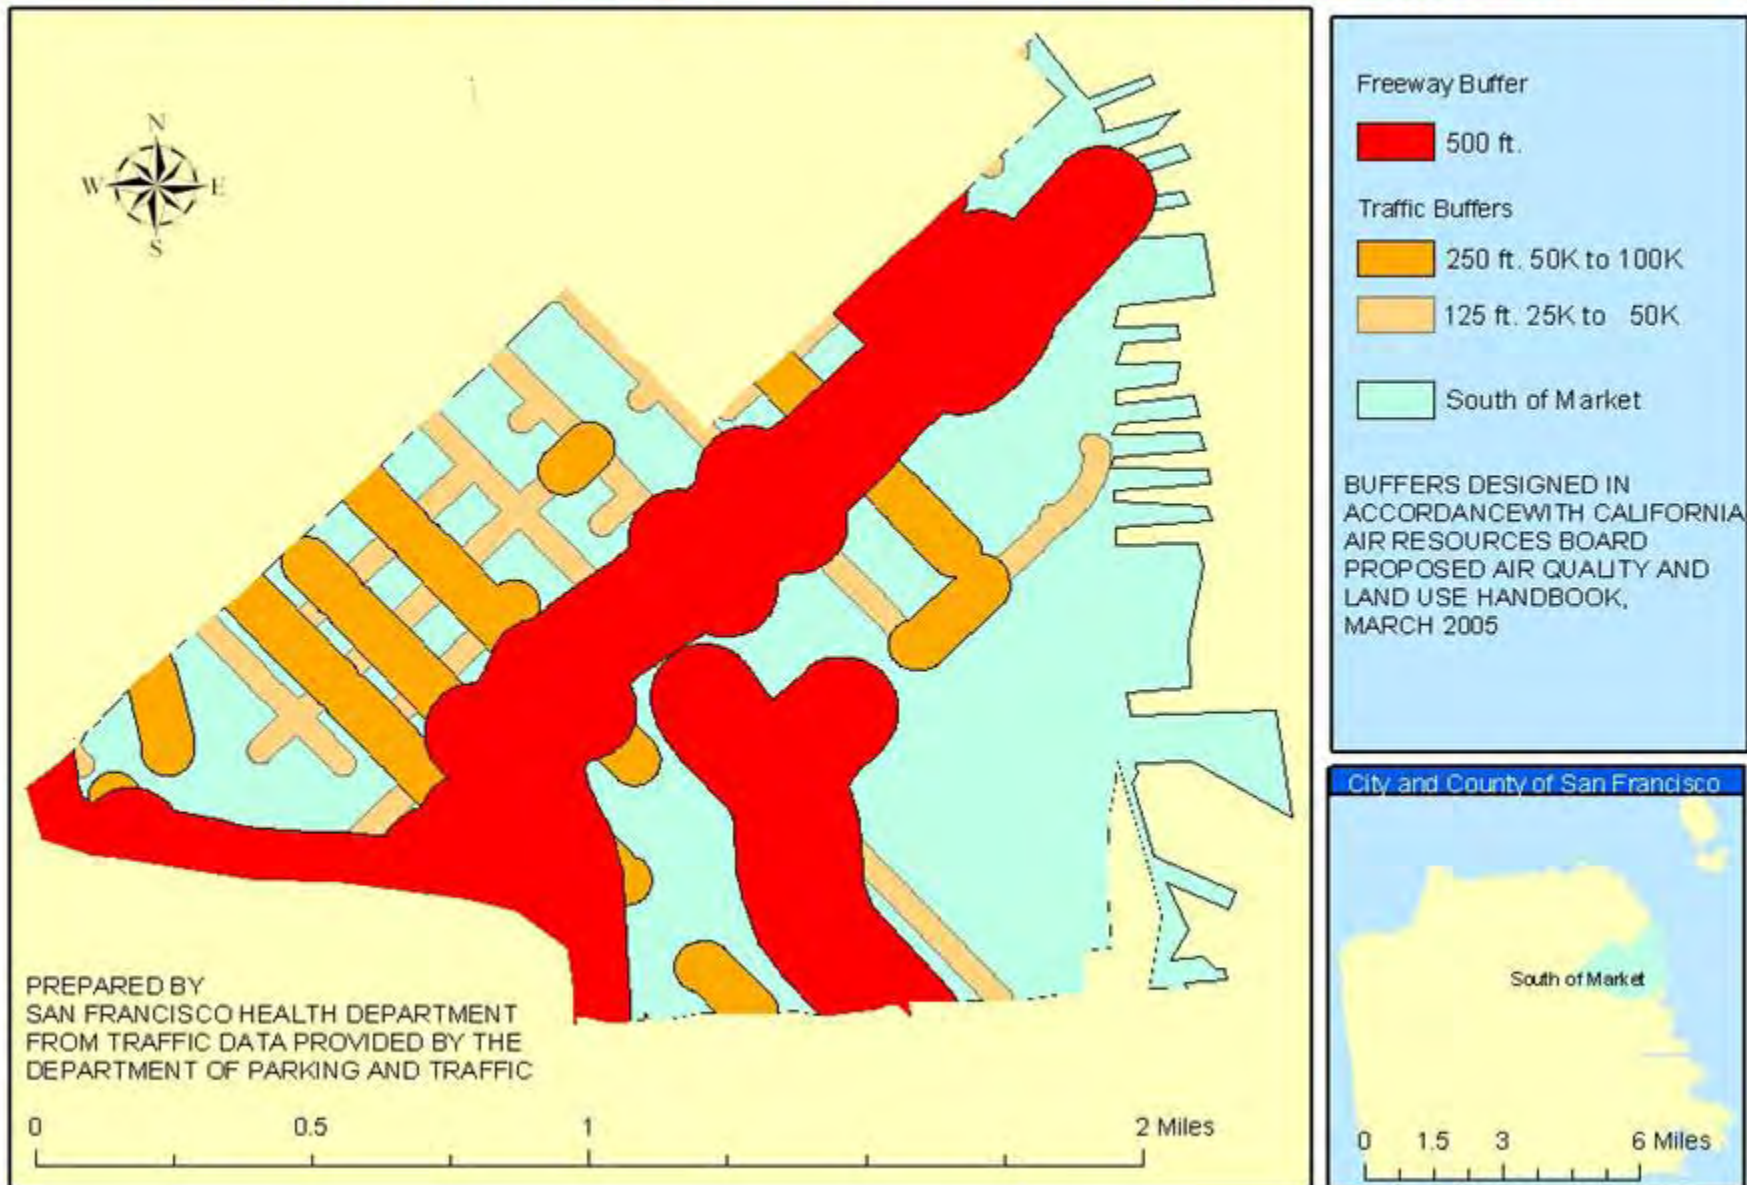 N
W
E
S
PREPARED BY
SAN FRANCISCO HEALTH DEPARTMENT
FROM TRAFFIC DATA PROVIDED BY THE
DEPARTMENT OF PARKING AND TRAFFIC
0 0.5 1 2 Miles
Freeway Buffer
500 ft.
Traffic Buffers
250 ft. 50K to 100K
125 ft. 25K to 50K
South of Market
BUFFERS DESIGNED IN
ACCORDANCEWITH CALIFORNIA
AIR RESOURCES BOARD
PROPOSED AIR QUALITY AND
LAND USE HANDBOOK,
MARCH 2005
City and County of San Francisco
South of Market
0 1.5 3 6 Miles